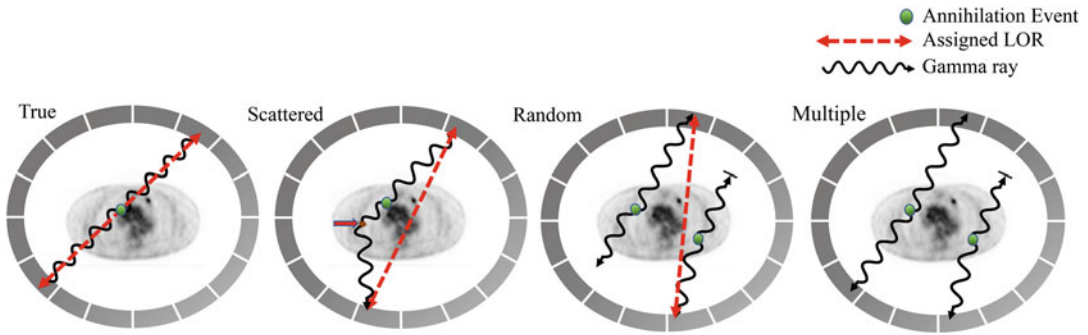 Annihilation Event
Assigned LOR
Gamma ray
True
Scattered
Random
Multiple